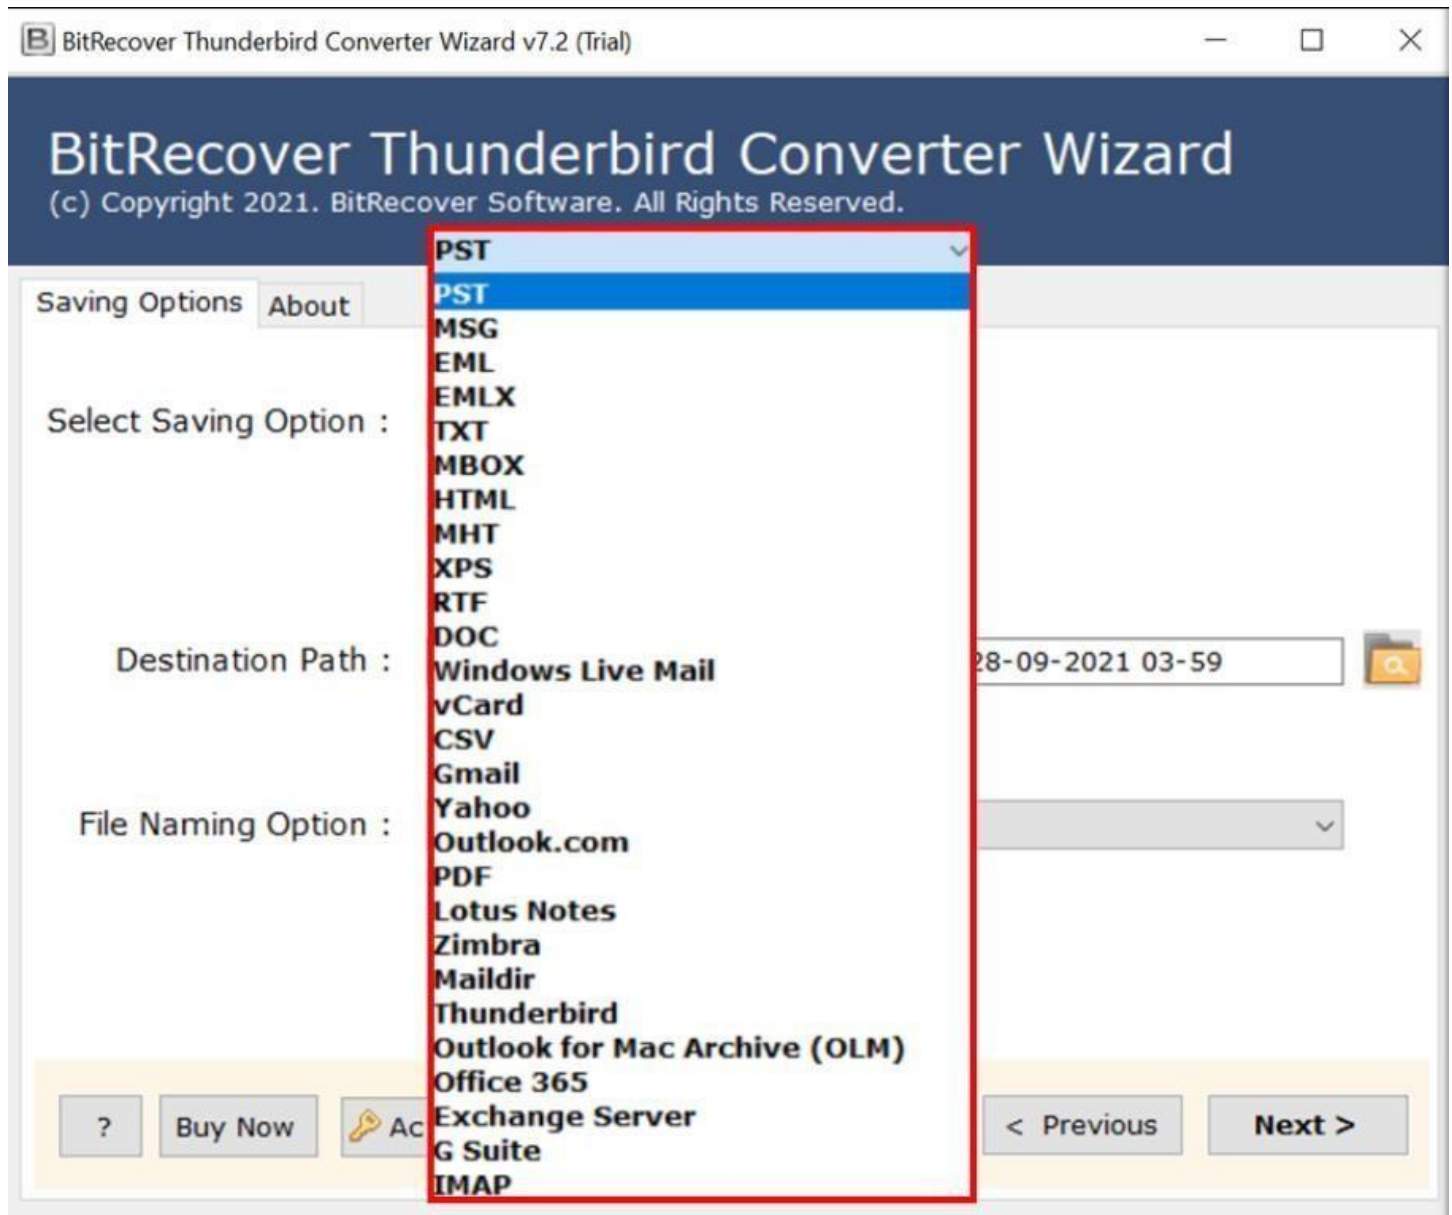 BitRecover Thunderbird Converter Wizard v7.2 (Trial)
BitRecover Thunderbird Converter Wizard
(c) Copyright 2021. BitRecover Software. All Rights Reserved.
PST
Saving Options
About
PST
MSG
EML
EMLX
Select Saving Option :
TXT
MBOX
HTML
MHT
XPS
RTF
DOC
Destination Path :
28-09-2021 03-59
Windows Live Mail
vCard
CSV
Gmail
Yahoo
File Naming Option :
Outlook.com
PDF
Lotus Notes
Zimbra
Maildir
Thunderbird
Outlook for Mac Archive (OLM)
Office 365
Exchange Server
G Suite
IMAP
?
Buy Now
< Previous
Next >